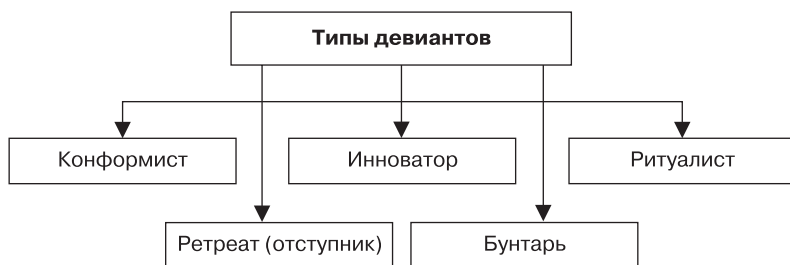 Типы девиантов
Конформист
Инноватор
Ритуалист
Ретреат (отступник)
Бунтарь